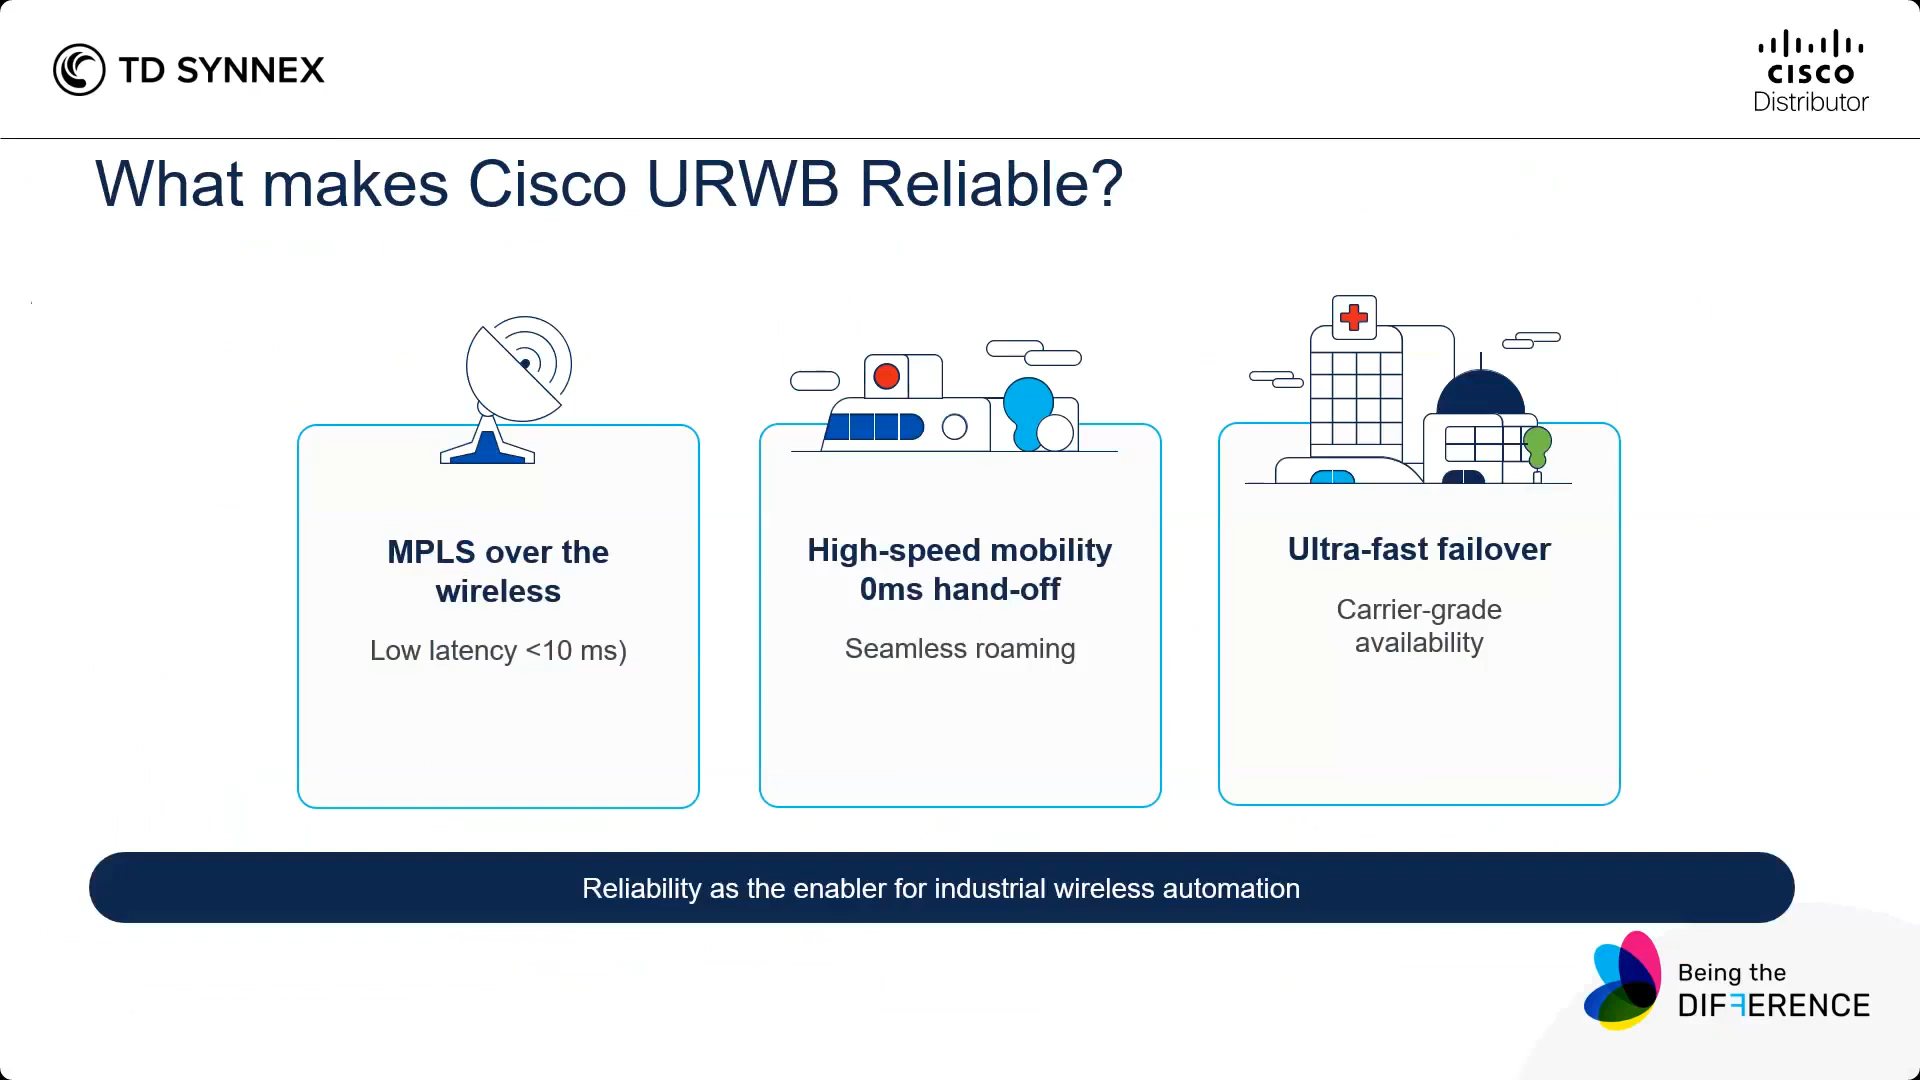 TD SYNNEX
CISCO
Distributor
What makes Cisco URWB Reliable?
MPLS over the
wireless
Low latency <10 ms)
High-speed mobility
0ms hand-off
Seamless roaming
Ultra-fast failover
Carrier-grade
availability
Reliability as the enabler for industrial wireless automation
Being the
DIFFERENCE